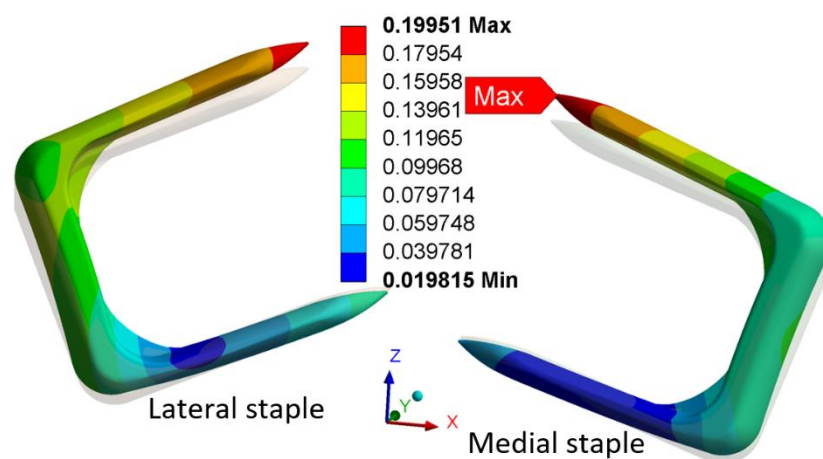 0.19951 Max
0.17954
0.15958
0.13961
0.11965
0.09968
0.079714
0.059748
0.039781
0.019815 Min
Max
Lateral staple
Z
Y
X
Medial staple